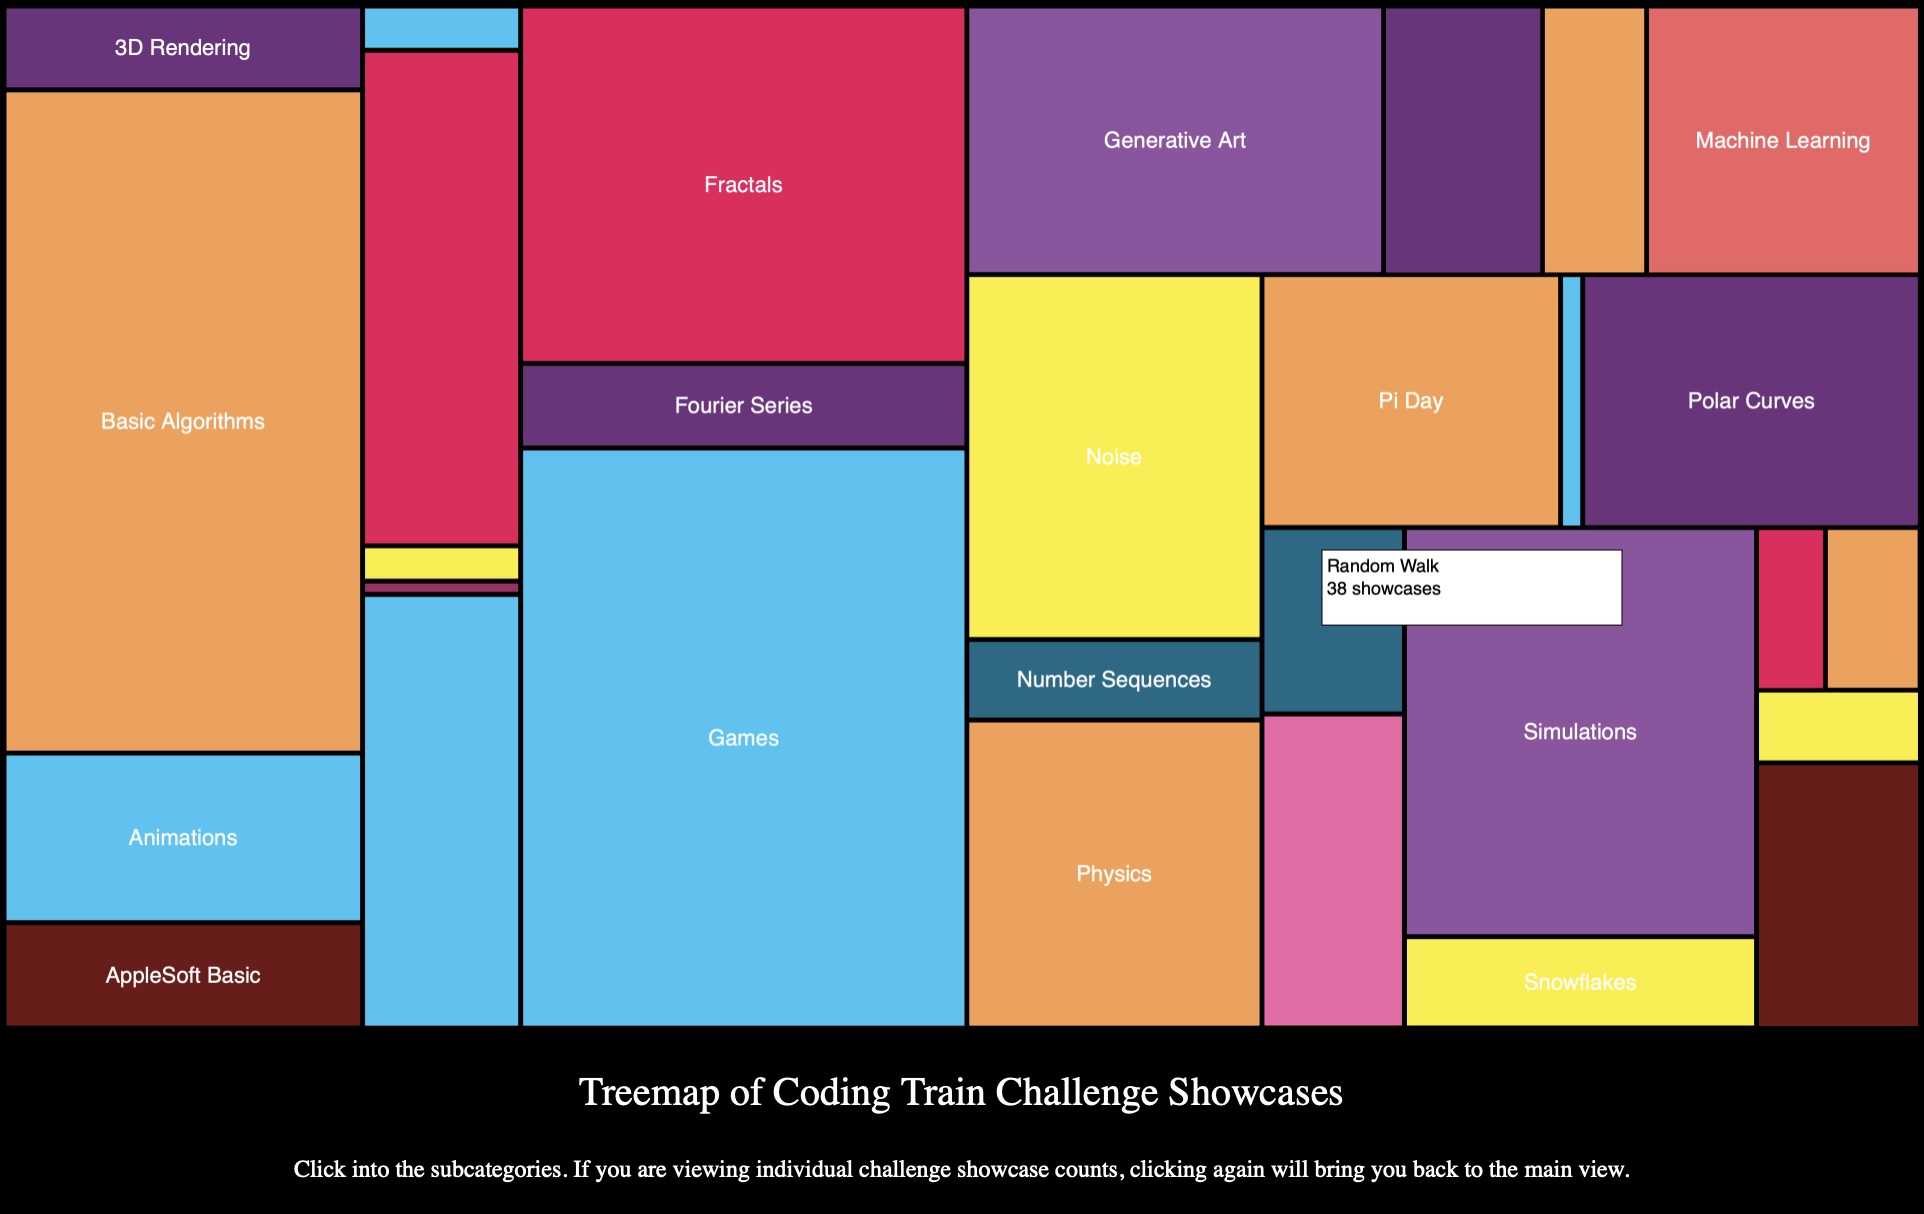 3D Rendering
Generative Art
Machine Learning
Fractals
Pi Day
Polar Curves
Fourier Series
Basic Algorithms
Noise
Random Walk
38 showcases
Number Sequences
Simulations
Games
Animations
Physics
AppleSoft Basic
Snowflakes
Treemap of Coding Train Challenge Showcases
Click into the subcategories. If you are viewing individual challenge showcase counts, clicking again will bring you back to the main view.